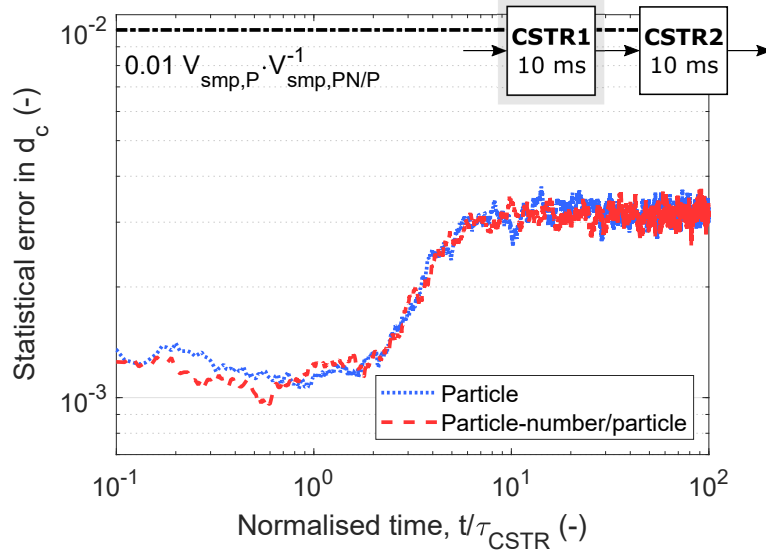 10^-2
CSTR1
10 ms
CSTR2
10 ms
0.01 V_smp,P·V^-1_smp,PN/P
Statistical error in d_c (-)
10^-3
Particle
Particle-number/particle
10^-1
10^0
10^1
10^2
Normalised time, t/τ_CSTR (-)